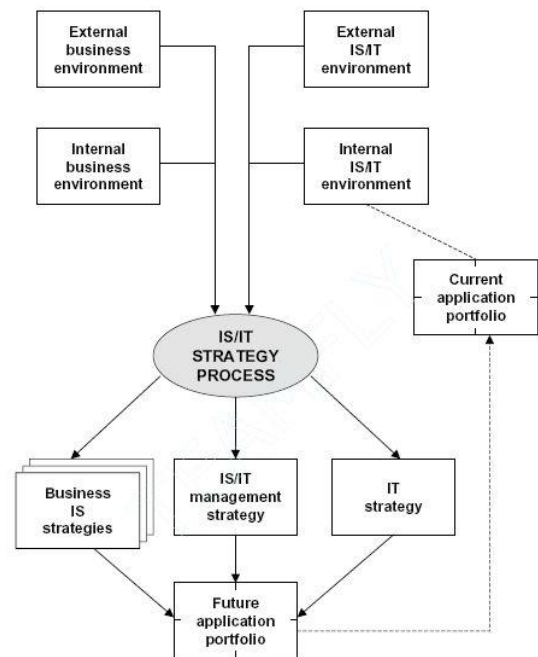 External
business
environment
External
IS/IT
environment
Internal
business
environment
Internal
IS/IT
environment
Current
application
portfolio
IS/IT
STRATEGY
PROCESS
Business
IS
strategies
IS/IT
management
strategy
IT
strategy
Future
application
portfolio